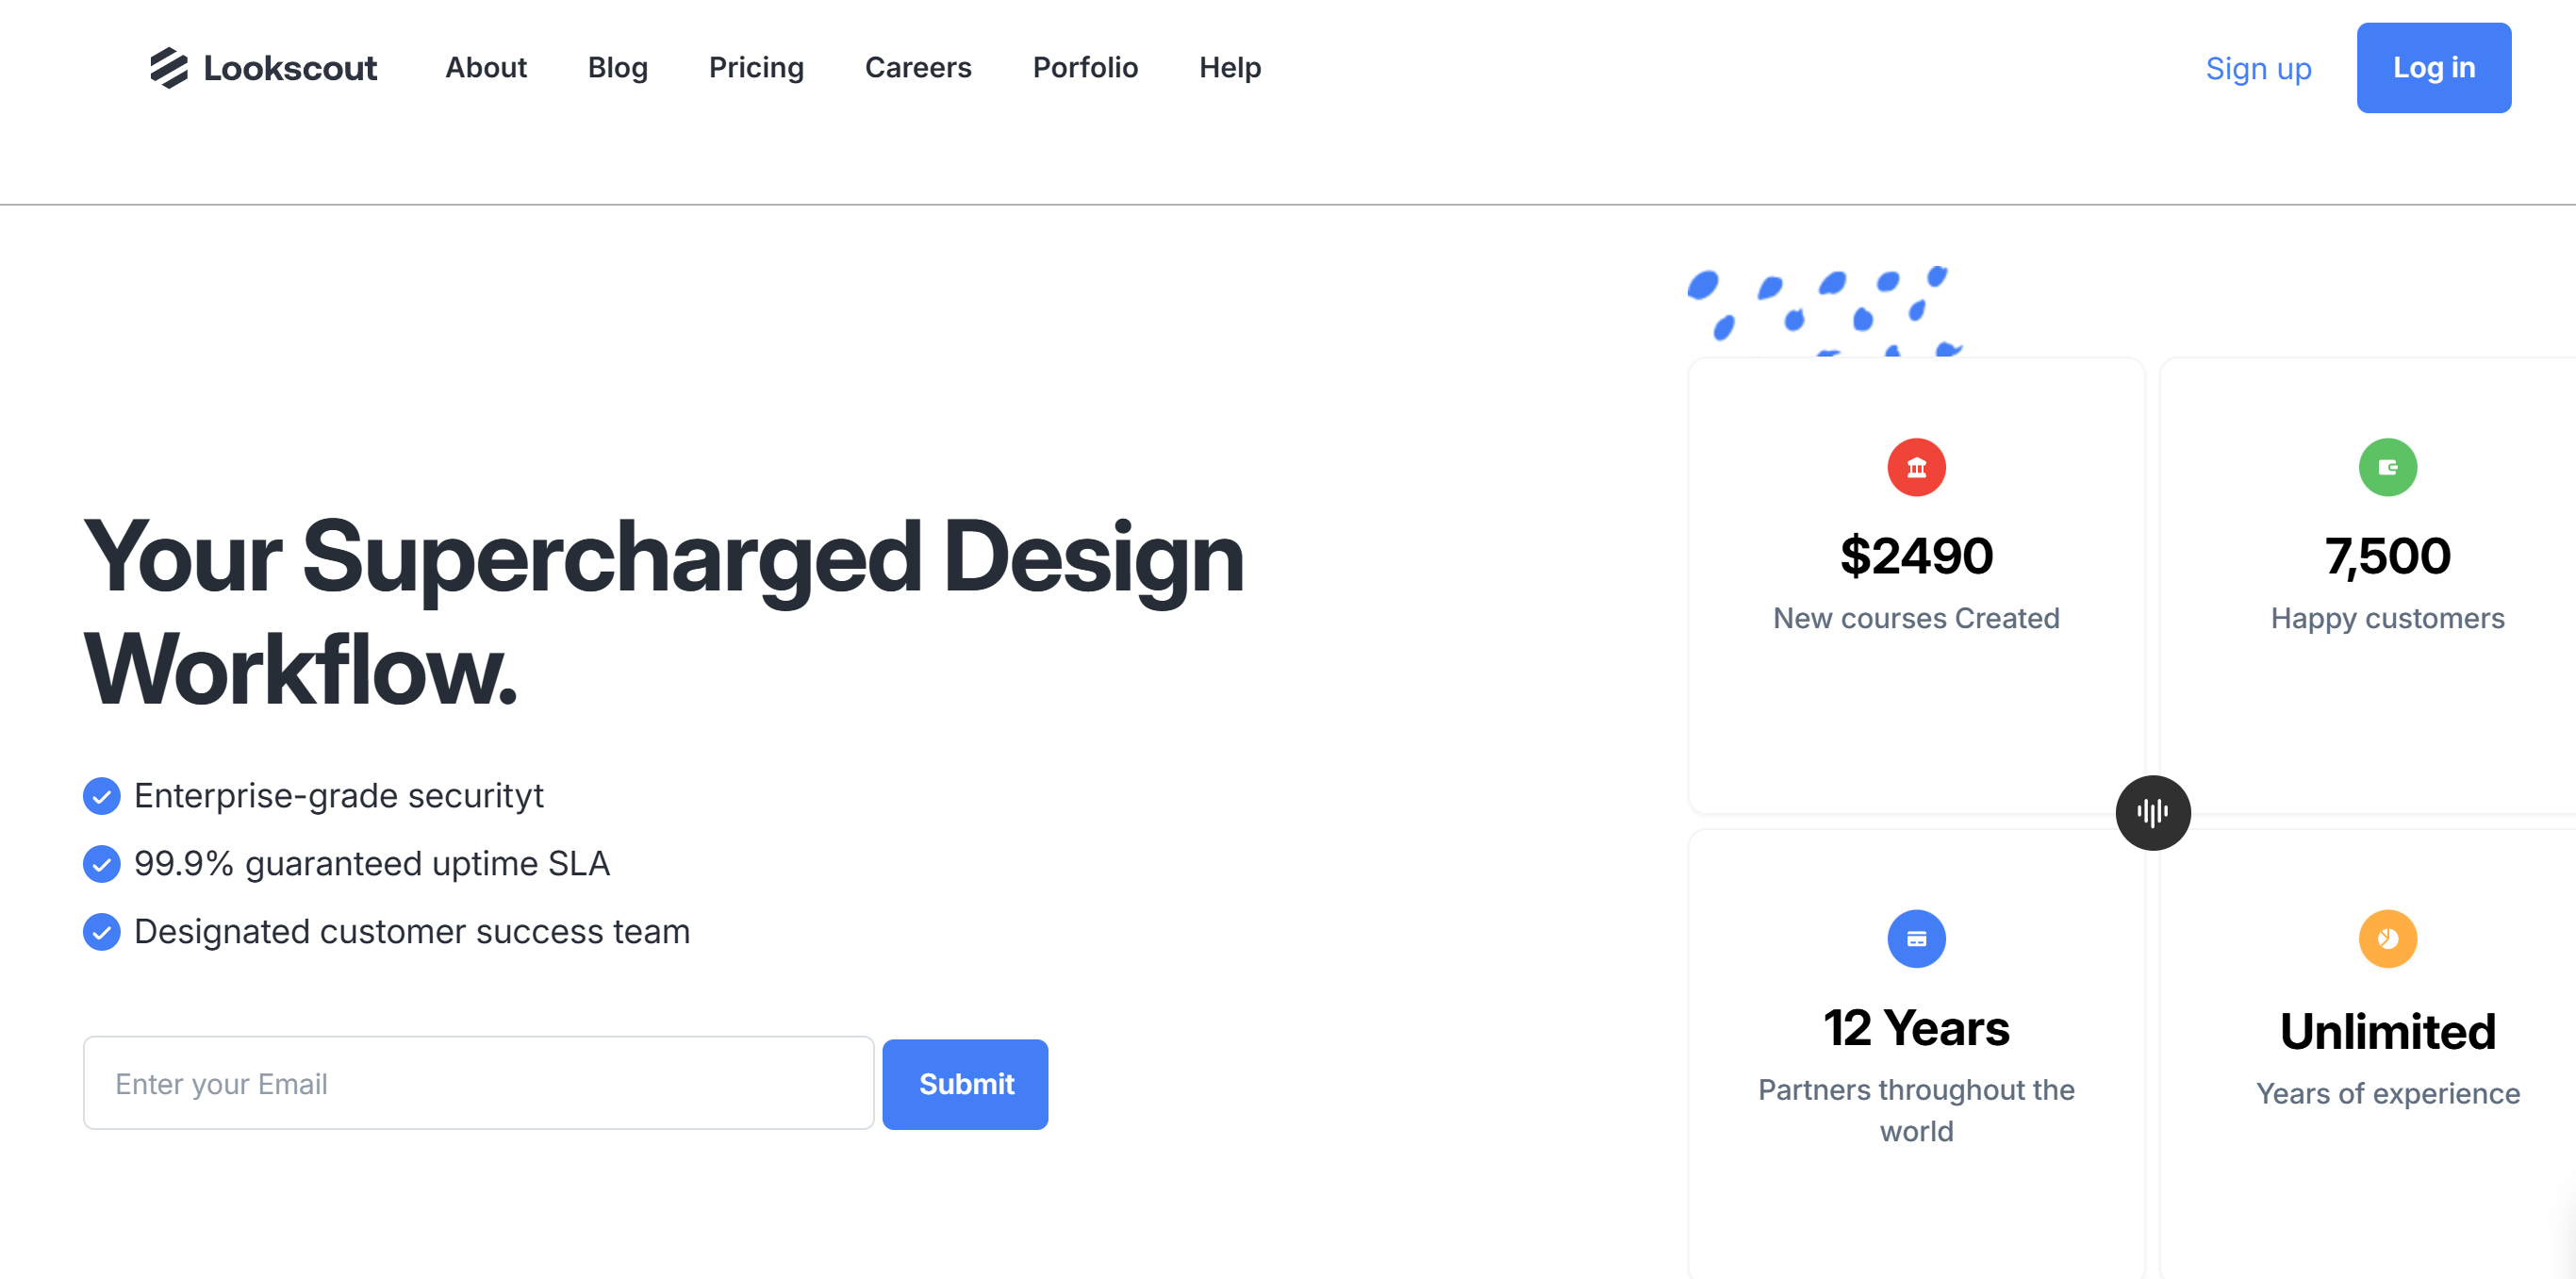 Lookscout
About
Blog
Pricing
Careers
Porfolio
Help
Sign up
Log in
Your Supercharged Design
Workflow.
Enterprise-grade securityt
99.9% guaranteed uptime SLA
Designated customer success team
Enter your Email
Submit
$2490
New courses Created
7,500
Happy customers
12 Years
Partners throughout the
world
Unlimited
Years of experience